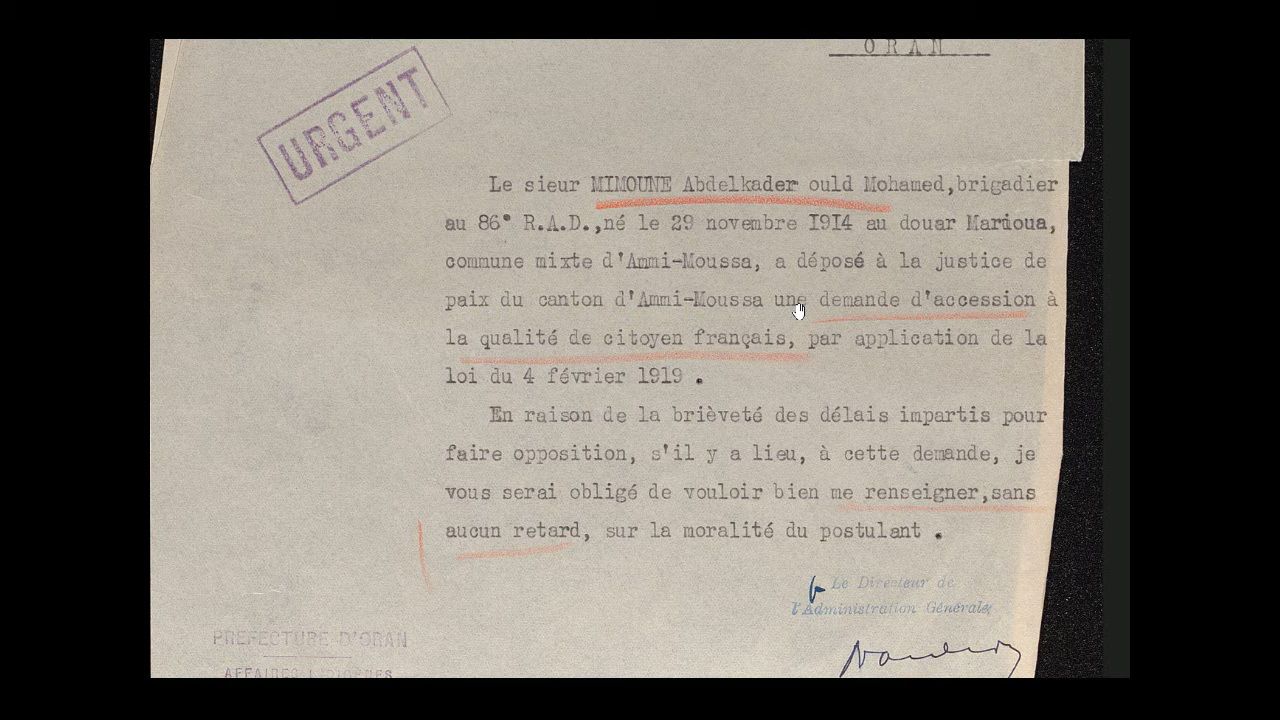 ORAN
URGENT
Le sieur MIMOUNE Abdelkader ould Mohamed,brigadier
au 86° R.A.D.,né le 29 novembre 1914 au douar Marioua,
commune mixte d'Ammi-Moussa, a déposé à la justice de
paix du canton d'Ammi-Moussa une demande d'accession à
la qualité de citoyen français, par application de la
loi du 4 février 1919 .
En raison de la brièveté des délais impartis pour
faire opposition, s'il y a lieu, à cette demande, je
vous serai obligé de vouloir bien me renseigner,sans
aucun retard, sur la moralité du postulant .
Le Directeur de
l'Administration Générale,
PREFECTURE D'ORAN
AFFAIRES INDIGÈNES